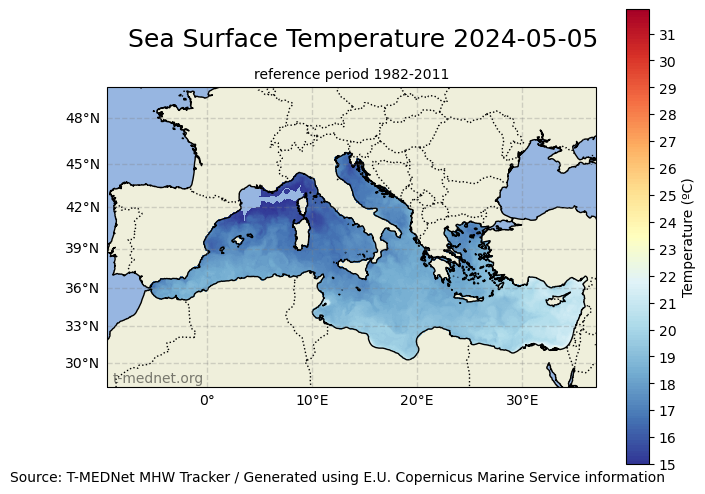 Sea Surface Temperature 2024-05-05
reference period 1982-2011
48°N
45°N
42°N
39°N
36°N
33°N
30°N
t-mednet.org
0°
10°E
20°E
30°E
31
30
29
28
27
26
25
24
23
22
21
20
19
18
17
16
15
Temperature (ºC)
Source: T-MEDNet MHW Tracker / Generated using E.U. Copernicus Marine Service information